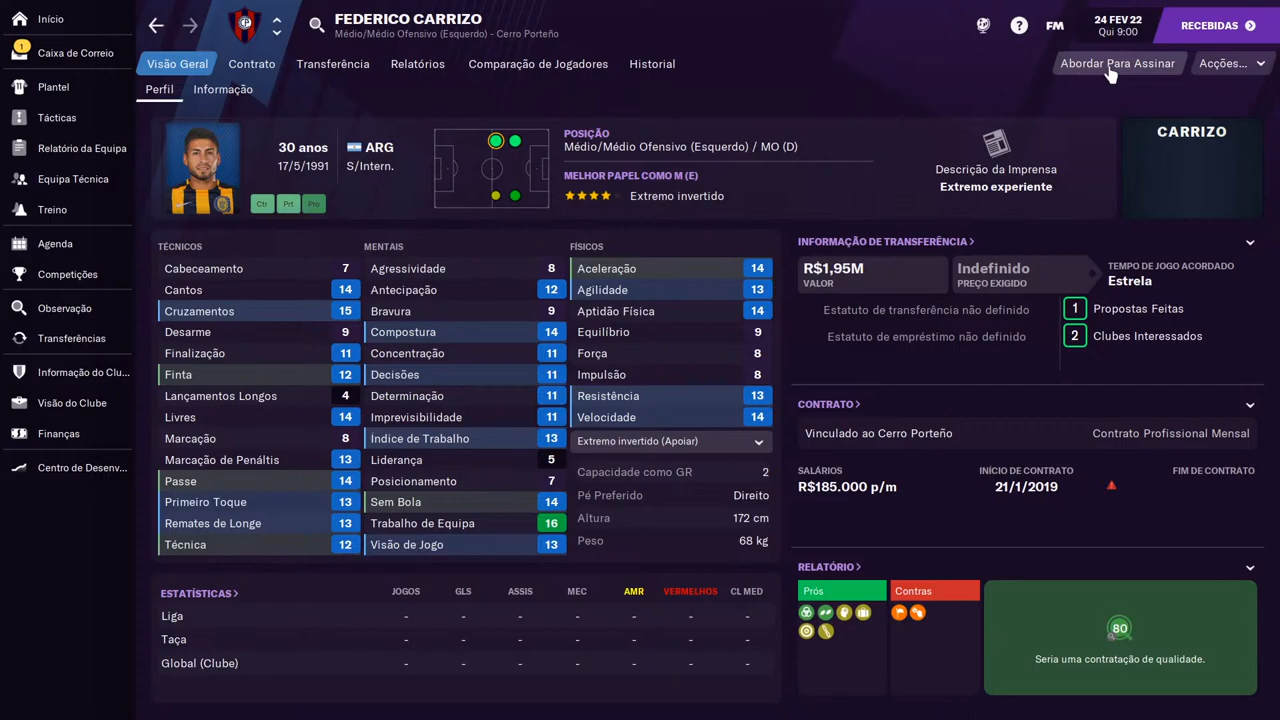 Início
1
Caixa de Correio
Plantel
Tácticas
Relatório da Equipa
Equipa Técnica
Treino
Agenda
Competições
Observação
Transferências
Informação do Clu...
Visão do Clube
Finanças
Centro de Desenv...
FEDERICO CARRIZO
Médio/Médio Ofensivo (Esquerdo) - Cerro Porteño
?
FM
24 FEV 22
Qui 9:00
RECEBIDAS
Visão Geral
Contrato
Transferência
Relatórios
Comparação de Jogadores
Historial
Abordar Para Assinar
Acções...
Perfil
Informação
30 anos
17/5/1991
ARG
S/Intern.
Ctr
Prt
Pro
POSIÇÃO
Médio/Médio Ofensivo (Esquerdo) / MO (D)
MELHOR PAPEL COMO M (E)
Extremo invertido
Descrição da Imprensa
Extremo experiente
CARRIZO
TÉCNICOS
Cabeceamento 7
Cantos 14
Cruzamentos 15
Desarme 9
Finalização 11
Finta 12
Lançamentos Longos 4
Livres 14
Marcação 8
Marcação de Penáltis 13
Passe 14
Primeiro Toque 13
Remates de Longe 13
Técnica 12
MENTAIS
Agressividade 8
Antecipação 12
Bravura 9
Compostura 14
Concentração 11
Decisões 11
Determinação 11
Imprevisibilidade 11
Índice de Trabalho 13
Liderança 5
Posicionamento 7
Sem Bola 14
Trabalho de Equipa 16
Visão de Jogo 13
FÍSICOS
Aceleração 14
Agilidade 13
Aptidão Física 14
Equilíbrio 9
Força 8
Impulsão 8
Resistência 13
Velocidade 14
Extremo invertido (Apoiar)
Capacidade como GR 2
Pé Preferido Direito
Altura 172 cm
Peso 68 kg
INFORMAÇÃO DE TRANSFERÊNCIA
R$1,95M
VALOR
Indefinido
PREÇO EXIGIDO
TEMPO DE JOGO ACORDADO
Estrela
Estatuto de transferência não definido
Estatuto de empréstimo não definido
1 Propostas Feitas
2 Clubes Interessados
CONTRATO
Vinculado ao Cerro Porteño
Contrato Profissional Mensal
SALÁRIOS
R$185.000 p/m
INÍCIO DE CONTRATO
21/1/2019
FIM DE CONTRATO
RELATÓRIO
Prós
Contras
80
Seria uma contratação de qualidade.
ESTATÍSTICAS JOGOS GLS ASSIS MEC AMR VERMELHOS CL MED
Liga - - - - - - -
Taça - - - - - - -
Global (Clube) - - - - - - -